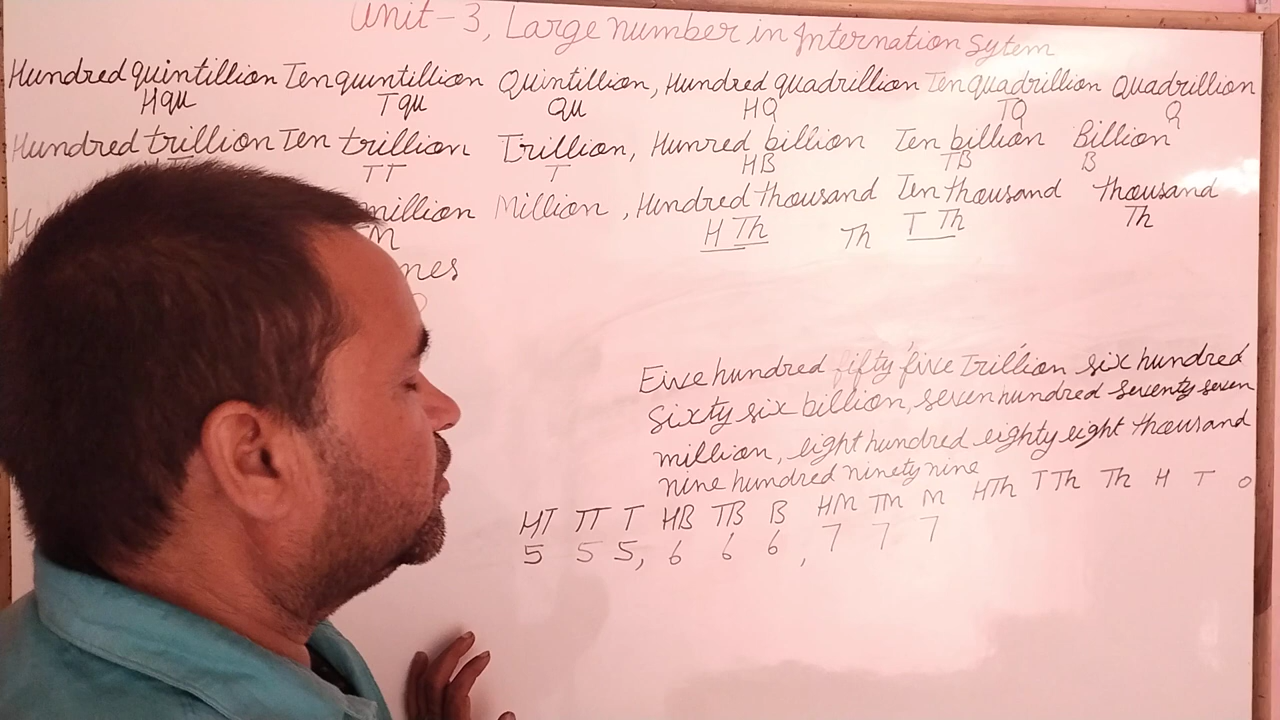 Unit-3, Large number in Internation Sytem
Hundred quintillion Ten quintillion Quintillion, Hundred quadrillion Ten quadrillion Quadrillion
Hqu Tqu Qu HQ TQ Q
Hundred trillion Ten trillion Trillion, Hunred billion Ten billion Billion
TT T HB TB B
million Million, Hundred thousand Ten thousand thousand
M H Th Th T Th Th
nes
Five hundred fifty five Trillion six hundred
Sixty six billion, seven hundred seventy seven
million, eight hundred eighty eight thousand
nine hundred ninety nine
HT TT T HB TB B HM TM M HTh T Th Th H T O
5 5 5, 6 6 6, 7 7 7